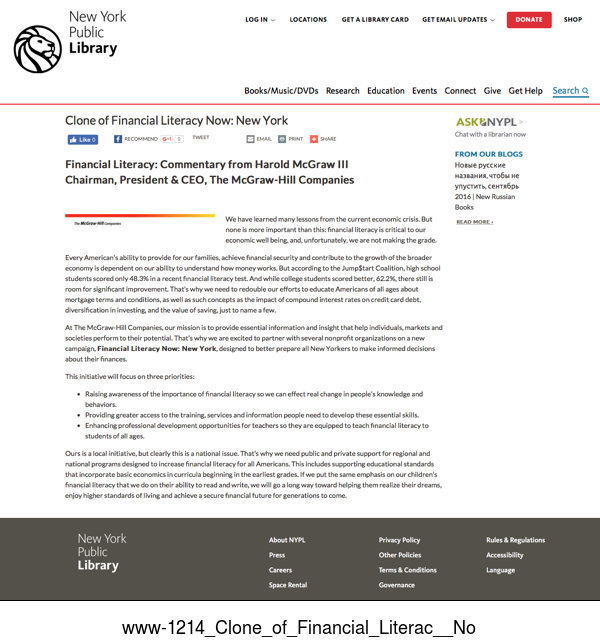 New York
Public
Library
LOG IN
LOCATIONS
GET A LIBRARY CARD
GET EMAIL UPDATES
DONATE
SHOP
Books/Music/DVDs
Research
Education
Events
Connect
Give
Get Help
Search
Clone of Financial Literacy Now: New York
Like 0
RECOMMEND
G+1 0
TWEET
EMAIL
PRINT
SHARE
ASKNYPL >
Chat with a librarian now
FROM OUR BLOGS
Новые русские
названия, чтобы не
упустить, сентябрь
2016 | New Russian
Books
READ MORE ›
Financial Literacy: Commentary from Harold McGraw III
Chairman, President & CEO, The McGraw-Hill Companies
The McGraw-Hill Companies
We have learned many lessons from the current economic crisis. But
none is more important than this: financial literacy is critical to our
economic well being, and, unfortunately, we are not making the grade.
Every American's ability to provide for our families, achieve financial security and contribute to the growth of the broader
economy is dependent on our ability to understand how money works. But according to the Jump$tart Coalition, high school
students scored only 48.3% in a recent financial literacy test. And while college students scored better, 62.2%, there still is
room for significant improvement. That's why we need to redouble our efforts to educate Americans of all ages about
mortgage terms and conditions, as well as such concepts as the impact of compound interest rates on credit card debt,
diversification in investing, and the value of saving, just to name a few.
At The McGraw-Hill Companies, our mission is to provide essential information and insight that help individuals, markets and
societies perform to their potential. That's why we are excited to partner with several nonprofit organizations on a new
campaign, Financial Literacy Now: New York, designed to better prepare all New Yorkers to make informed decisions
about their finances.
This initiative will focus on three priorities:
• Raising awareness of the importance of financial literacy so we can effect real change in people's knowledge and
behaviors.
• Providing greater access to the training, services and information people need to develop these essential skills.
• Enhancing professional development opportunities for teachers so they are equipped to teach financial literacy to
students of all ages.
Ours is a local initiative, but clearly this is a national issue. That's why we need public and private support for regional and
national programs designed to increase financial literacy for all Americans. This includes supporting educational standards
that incorporate basic economics in curricula beginning in the earliest grades. If we put the same emphasis on our children's
financial literacy that we do on their ability to read and write, we will go a long way toward helping them realize their dreams,
enjoy higher standards of living and achieve a secure financial future for generations to come.
New York
Public
Library
About NYPL
Press
Careers
Space Rental
Privacy Policy
Other Policies
Terms & Conditions
Governance
Rules & Regulations
Accessibility
Language
www-1214_Clone_of_Financial_Literac__No